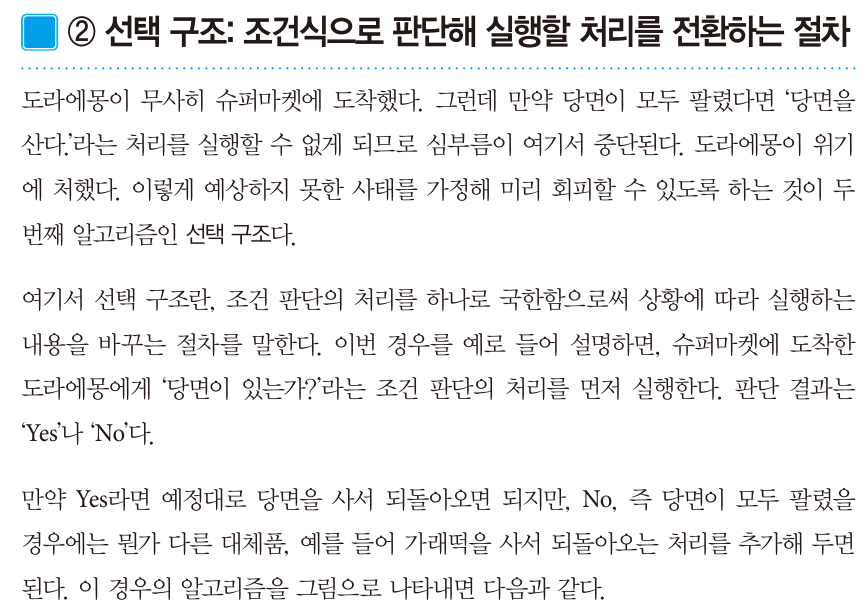 ② 선택 구조: 조건식으로 판단해 실행할 처리를 전환하는 절차
도라에몽이 무사히 슈퍼마켓에 도착했다. 그런데 만약 당면이 모두 팔렸다면 ‘당면을
산다.’라는 처리를 실행할 수 없게 되므로 심부름이 여기서 중단된다. 도라에몽이 위기
에 처했다. 이렇게 예상하지 못한 사태를 가정해 미리 회피할 수 있도록 하는 것이 두
번째 알고리즘인 선택 구조다.
여기서 선택 구조란, 조건 판단의 처리를 하나로 국한함으로써 상황에 따라 실행하는
내용을 바꾸는 절차를 말한다. 이번 경우를 예로 들어 설명하면, 슈퍼마켓에 도착한
도라에몽에게 ‘당면이 있는가?’라는 조건 판단의 처리를 먼저 실행한다. 판단 결과는
‘Yes’나 ‘No’다.
만약 Yes라면 예정대로 당면을 사서 되돌아오면 되지만, No, 즉 당면이 모두 팔렸을
경우에는 뭔가 다른 대체품, 예를 들어 가래떡을 사서 되돌아오는 처리를 추가해 두면
된다. 이 경우의 알고리즘을 그림으로 나타내면 다음과 같다.